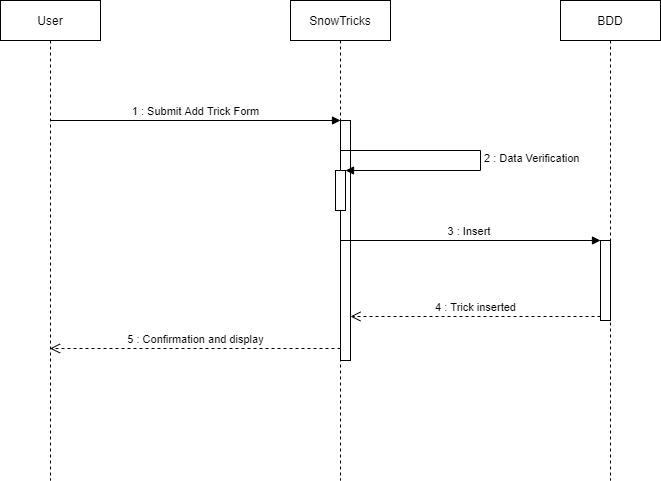 User
SnowTricks
BDD
1 : Submit Add Trick Form
2 : Data Verification
3 : Insert
4 : Trick inserted
5 : Confirmation and display